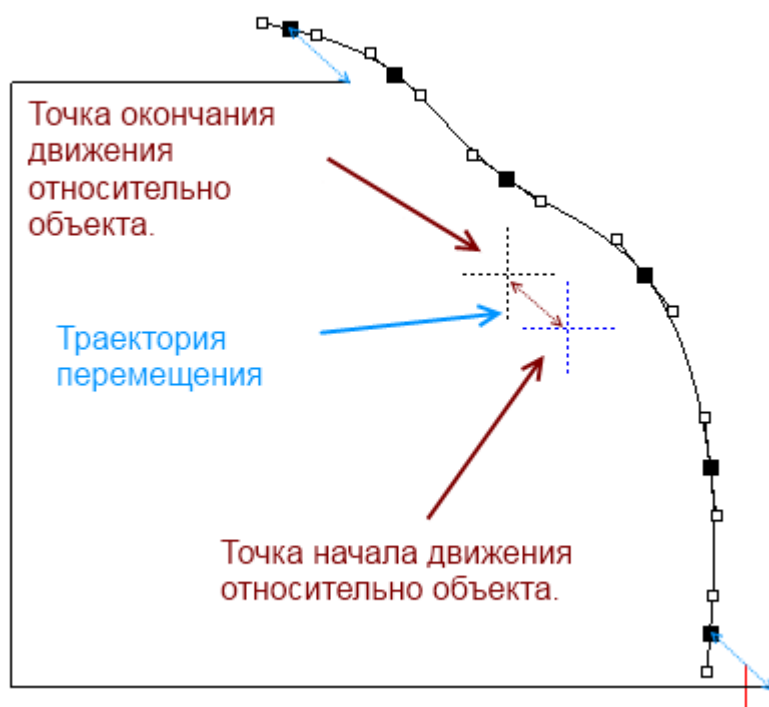 Точка окончания
движения
относительно
объекта.
Траектория
перемещения
Точка начала движения
относительно объекта.